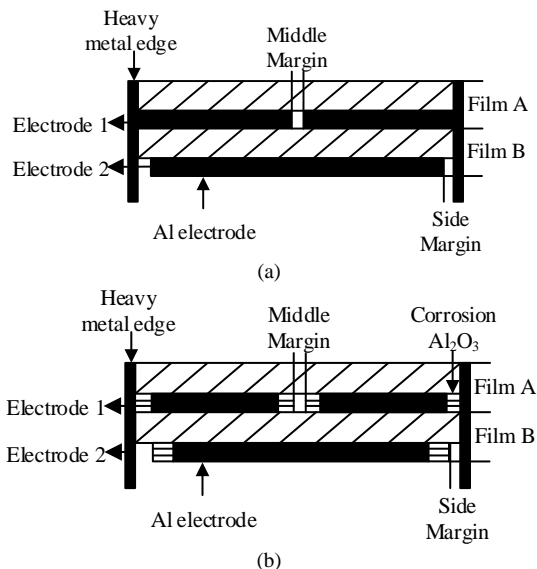 Heavy
metal edge
Middle
Margin
Electrode 1
Film A
Electrode 2
Film B
Al electrode
Side
Margin
(a)
Heavy
metal edge
Middle
Margin
Corrosion
Al₂O₃
Electrode 1
Film A
Electrode 2
Film B
Al electrode
Side
Margin
(b)